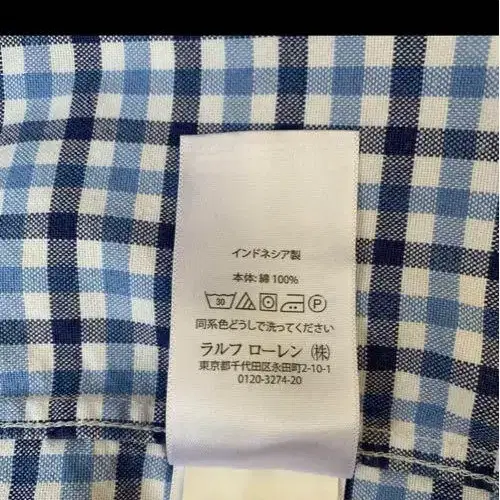 インドネシア製
本体: 綿 100%
30 P
同系色どうしで洗ってください
ラルフ ローレン (株)
東京都千代田区永田町2-10-1
0120-3274-20